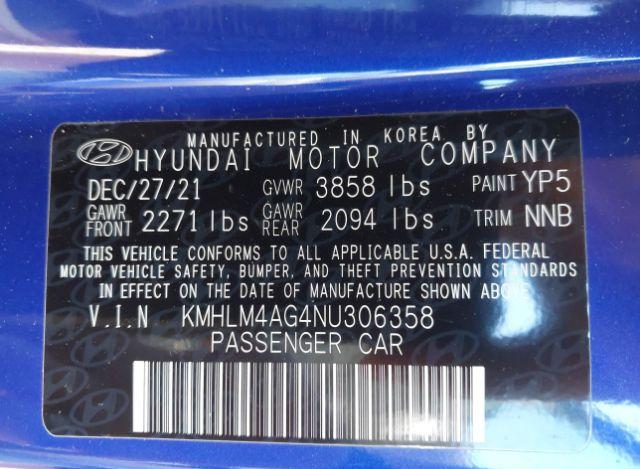 MANUFACTURED IN KOREA BY
HYUNDAI MOTOR COMPANY
DEC/27/21 GVWR 3858 lbs PAINT YP5
GAWR FRONT 2271 lbs GAWR REAR 2094 lbs TRIM NNB
THIS VEHICLE CONFORMS TO ALL APPLICABLE U.S.A. FEDERAL
MOTOR VEHICLE SAFETY, BUMPER, AND THEFT PREVENTION STANDARDS
IN EFFECT ON THE DATE OF MANUFACTURE SHOWN ABOVE
V.I.N KMHLM4AG4NU306358
PASSENGER CAR